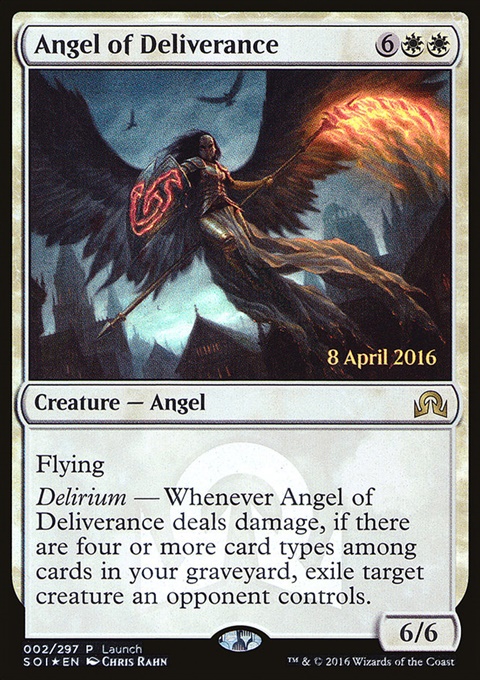 Angel of Deliverance 6
8 April 2016
Creature — Angel
Flying
Delirium — Whenever Angel of
Deliverance deals damage, if there
are four or more card types among
cards in your graveyard, exile target
creature an opponent controls.
6/6
002/297 P Launch
SOI★EN Chris Rahn
™ & © 2016 Wizards of the Coast